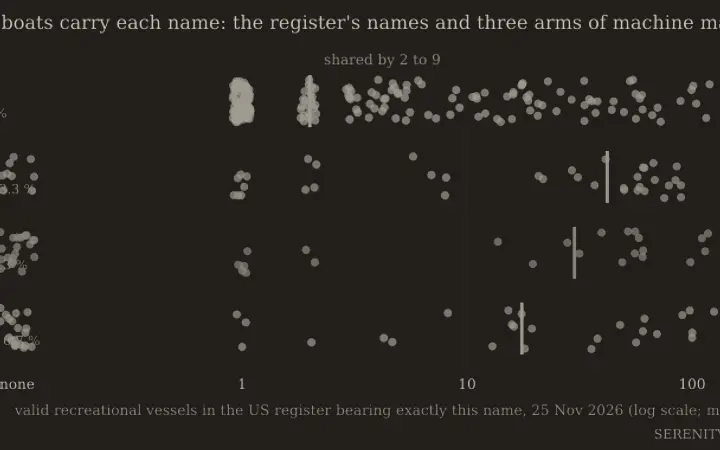 boats carry each name: the register's names and three arms of machine
shared by 2 to 9
%
3.3 %
%
%
none 1 10 100
valid recreational vessels in the US register bearing exactly this name, 25 Nov 2026 (log scale;
SERENITY